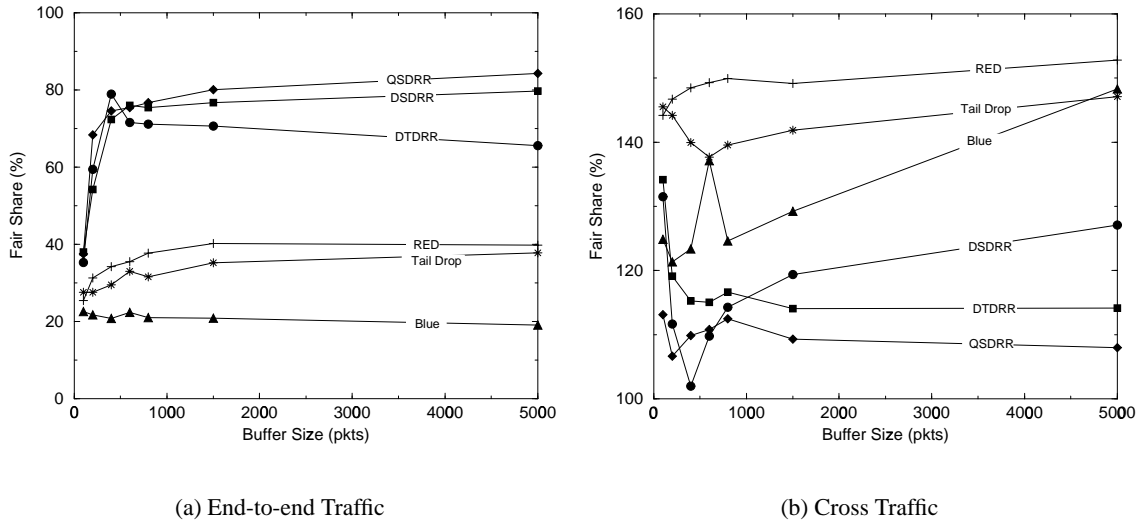 100
80
60
40
20
0
Fair Share (%)
QSDRR
DSDRR
DTDRR
RED
Tail Drop
Blue
0 1000 2000 3000 4000 5000
Buffer Size (pkts)
(a) End-to-end Traffic
160
140
120
100
Fair Share (%)
RED
Tail Drop
Blue
DSDRR
DTDRR
QSDRR
0 1000 2000 3000 4000 5000
Buffer Size (pkts)
(b) Cross Traffic